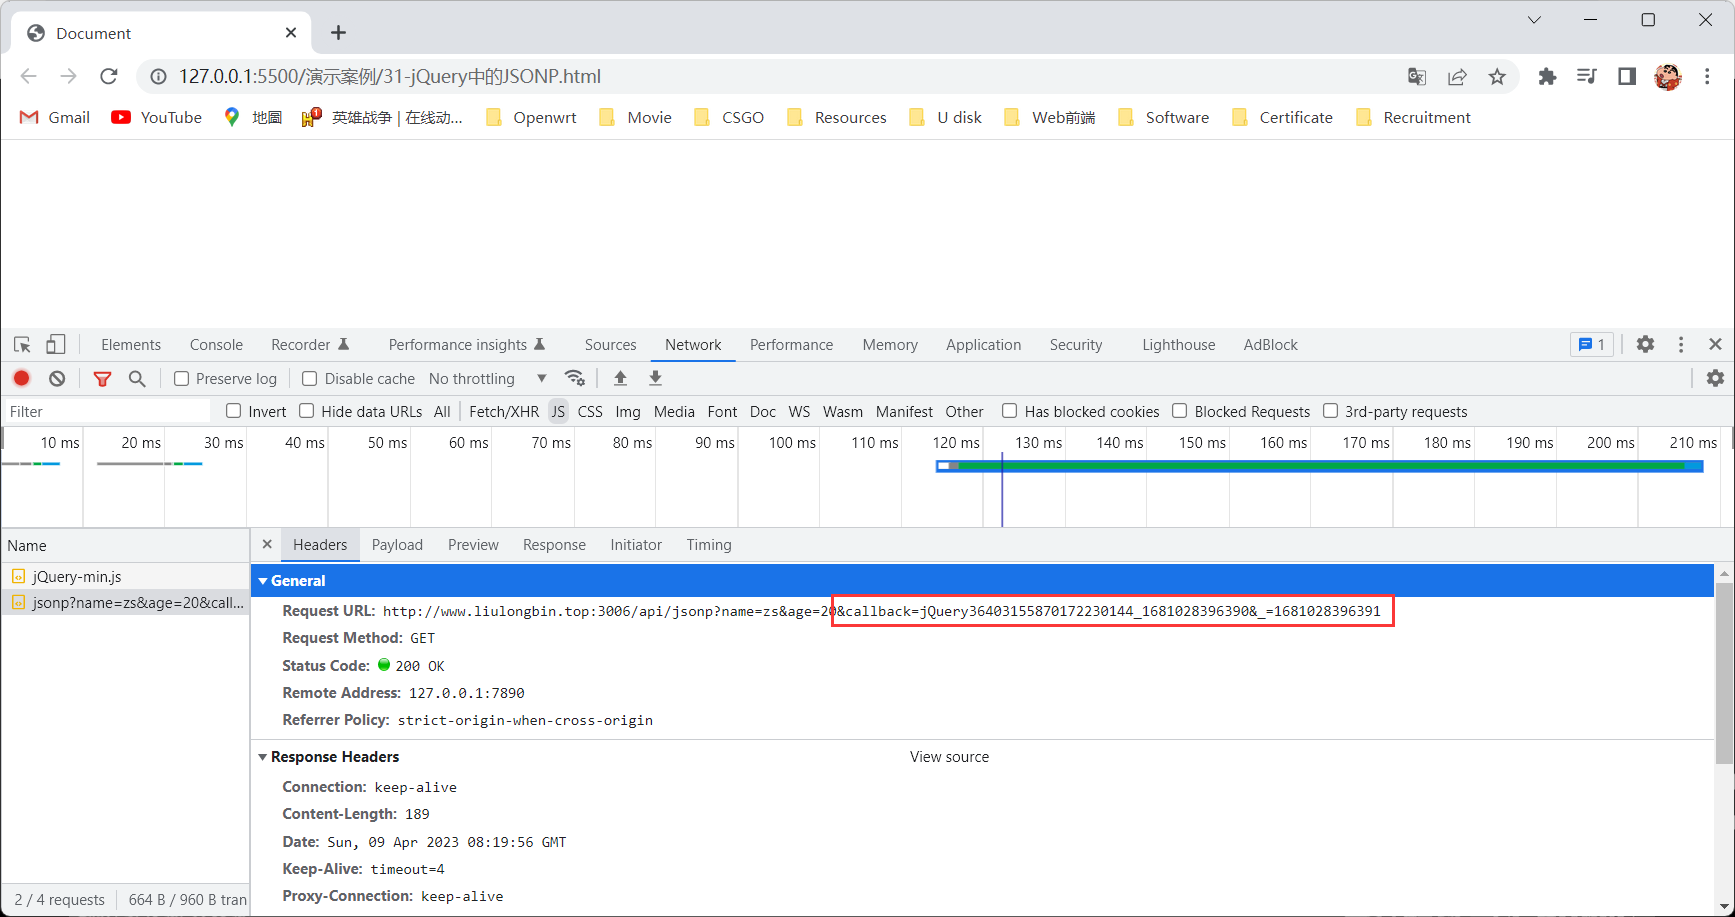 Document
127.0.0.1:5500/演示案例/31-jQuery中的JSONP.html
Gmail YouTube 地圖 1 英雄战争 | 在线动... Openwrt Movie CSGO Resources U disk Web前端 Software Certificate Recruitment
Elements Console Recorder Performance insights Sources Network Performance Memory Application Security Lighthouse AdBlock 1
Preserve log Disable cache No throttling
Filter Invert Hide data URLs All Fetch/XHR JS CSS Img Media Font Doc WS Wasm Manifest Other Has blocked cookies Blocked Requests 3rd-party requests
10 ms 20 ms 30 ms 40 ms 50 ms 60 ms 70 ms 80 ms 90 ms 100 ms 110 ms 120 ms 130 ms 140 ms 150 ms 160 ms 170 ms 180 ms 190 ms 200 ms 210 ms
Name Headers Payload Preview Response Initiator Timing
jQuery-min.js
jsonp?name=zs&age=20&call...
General
Request URL: http://www.liulongbin.top:3006/api/jsonp?name=zs&age=20&callback=jQuery36403155870172230144_1681028396390&_=1681028396391
Request Method: GET
Status Code: 200 OK
Remote Address: 127.0.0.1:7890
Referrer Policy: strict-origin-when-cross-origin
Response Headers View source
Connection: keep-alive
Content-Length: 189
Date: Sun, 09 Apr 2023 08:19:56 GMT
Keep-Alive: timeout=4
Proxy-Connection: keep-alive
2 / 4 requests 664 B / 960 B tran